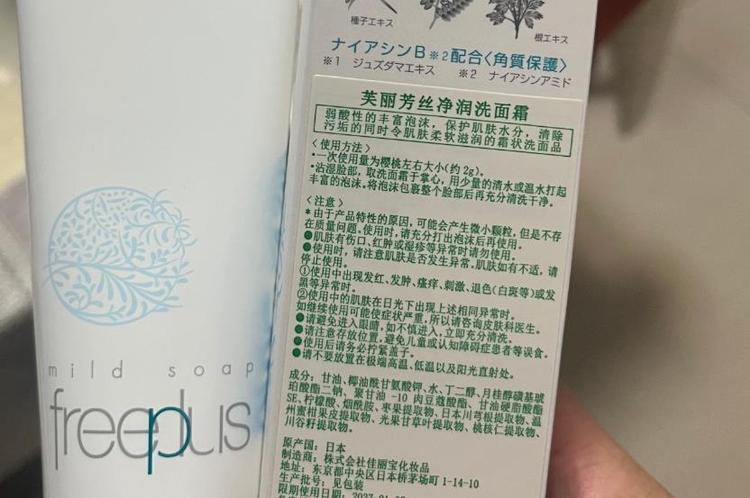 種子エキス
根エキス
ナイアシンB※2配合〈角質保護〉
※1 ジュズダマエキス ※2 ナイアシンアミド
芙丽芳丝净润洗面霜
弱酸性的丰富泡沫，保护肌肤水分，清除
污垢的同时令肌肤柔软滋润的霜状洗面品
〈使用方法〉
·一次使用量为樱桃左右大小(约2g)。
·沾湿脸部，取洗面霜于掌心，用少量的清水或温水打起
丰富的泡沫，将泡沫包裹整个脸部后再充分清洗干净。
〈注意〉
*由于产品特性的原因，可能会产生微小颗粒，但是不存
在质量问题。使用时，请充分打出泡沫后再使用。
●肌肤有伤口、红肿或湿疹等异常时请勿使用。
●使用时，请注意肌肤是否发生异常。肌肤如有不适，请
停止使用。
①使用中出现发红、发肿、瘙痒、刺激、退色(白斑等)或发
黑等异常时。
②使用中的肌肤在日光下出现上述相同异常时。
如继续使用可能使症状严重，所以请咨询皮肤科医生。
●请避免进入眼睛，如不慎进入，立即充分清洗。
●请注意存放位置，避免儿童或认知障碍症患者等误食。
●使用后请务必拧紧盖子。
●请不要放置在极端高温、低温以及阳光直射处。
成分：甘油、椰油酰甘氨酸钾、水、丁二醇、月桂醇磺基琥
珀酸酯二钠、聚甘油-10 肉豆蔻酸酯、甘油硬脂酸酯
SE、柠檬酸、烟酰胺、枣果提取物、日本川芎根提取物、温
州蜜柑果皮提取物、光果甘草叶提取物、桃核仁提取物、
川谷籽提取物。
原产国：日本
制造商：株式会社佳丽宝化妆品
地址：东京都中央区日本桥茅场町1-14-10
生产批号：见包装
限期使用日期：2027-01
mild soap
freeplus